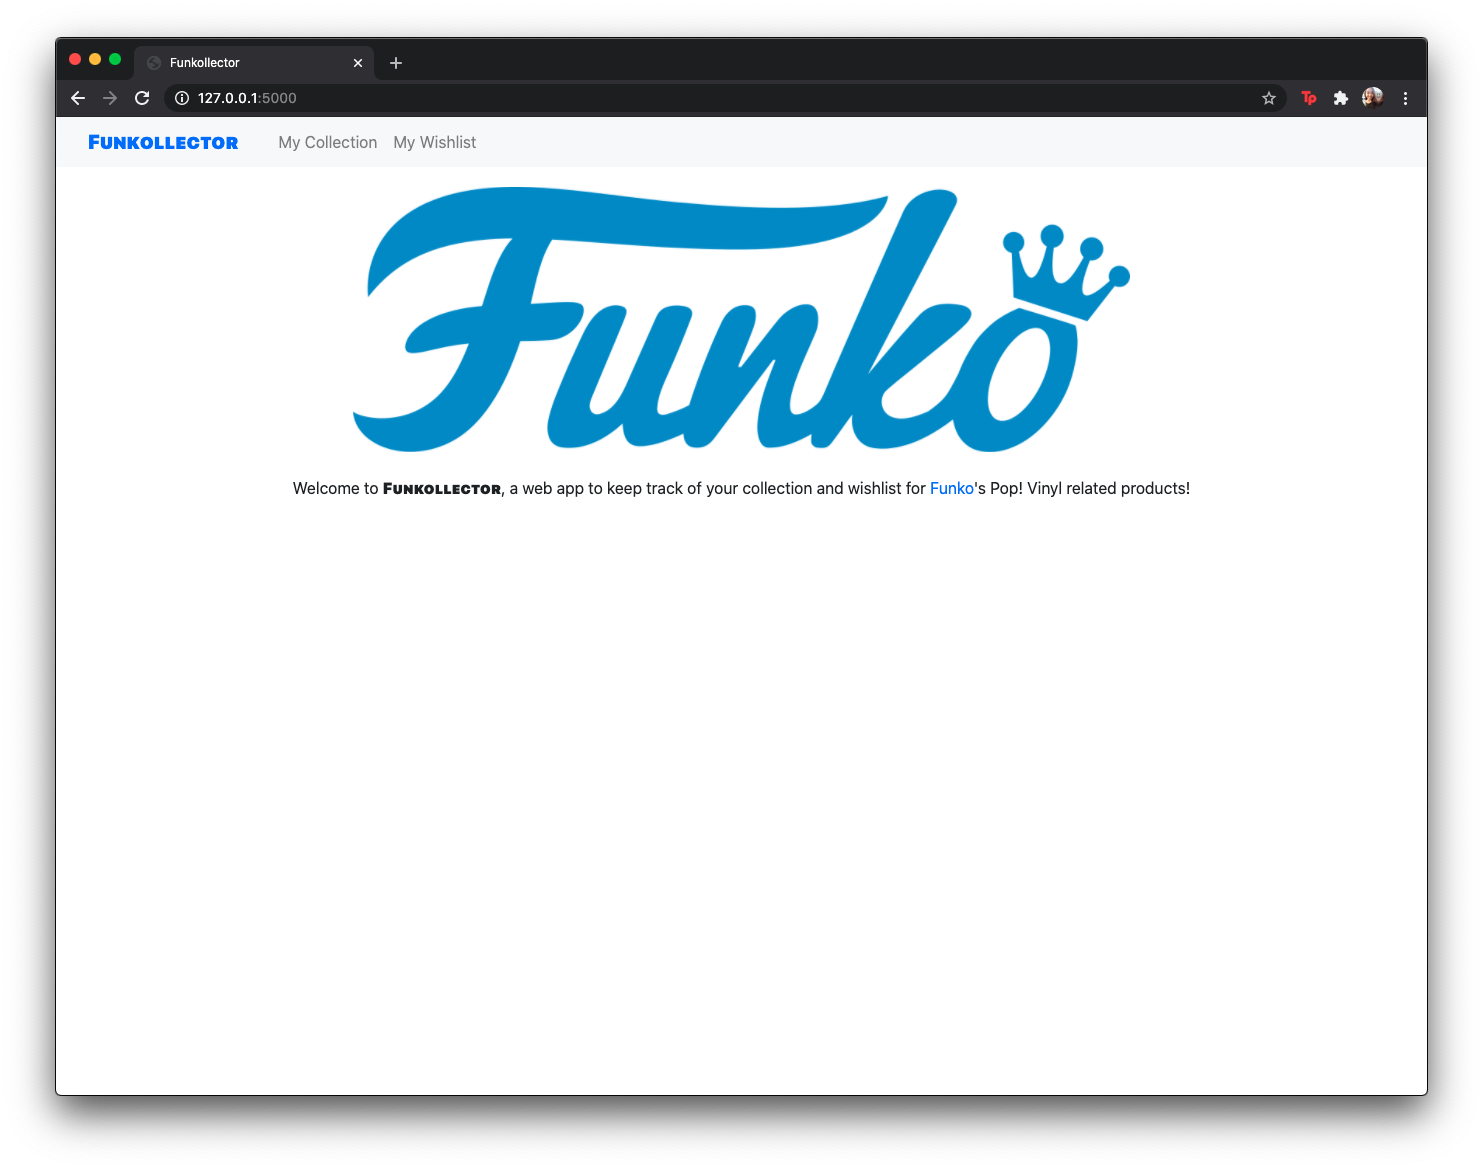 Funkollector
127.0.0.1:5000
Tp
Funkollector My Collection My Wishlist
Funko
Welcome to Funkollector, a web app to keep track of your collection and wishlist for Funko's Pop! Vinyl related products!